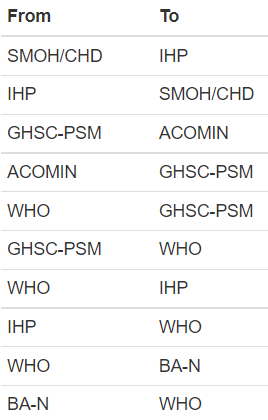 From To
SMOH/CHD IHP
IHP SMOH/CHD
GHSC-PSM ACOMIN
ACOMIN GHSC-PSM
WHO GHSC-PSM
GHSC-PSM WHO
WHO IHP
IHP WHO
WHO BA-N
BA-N WHO